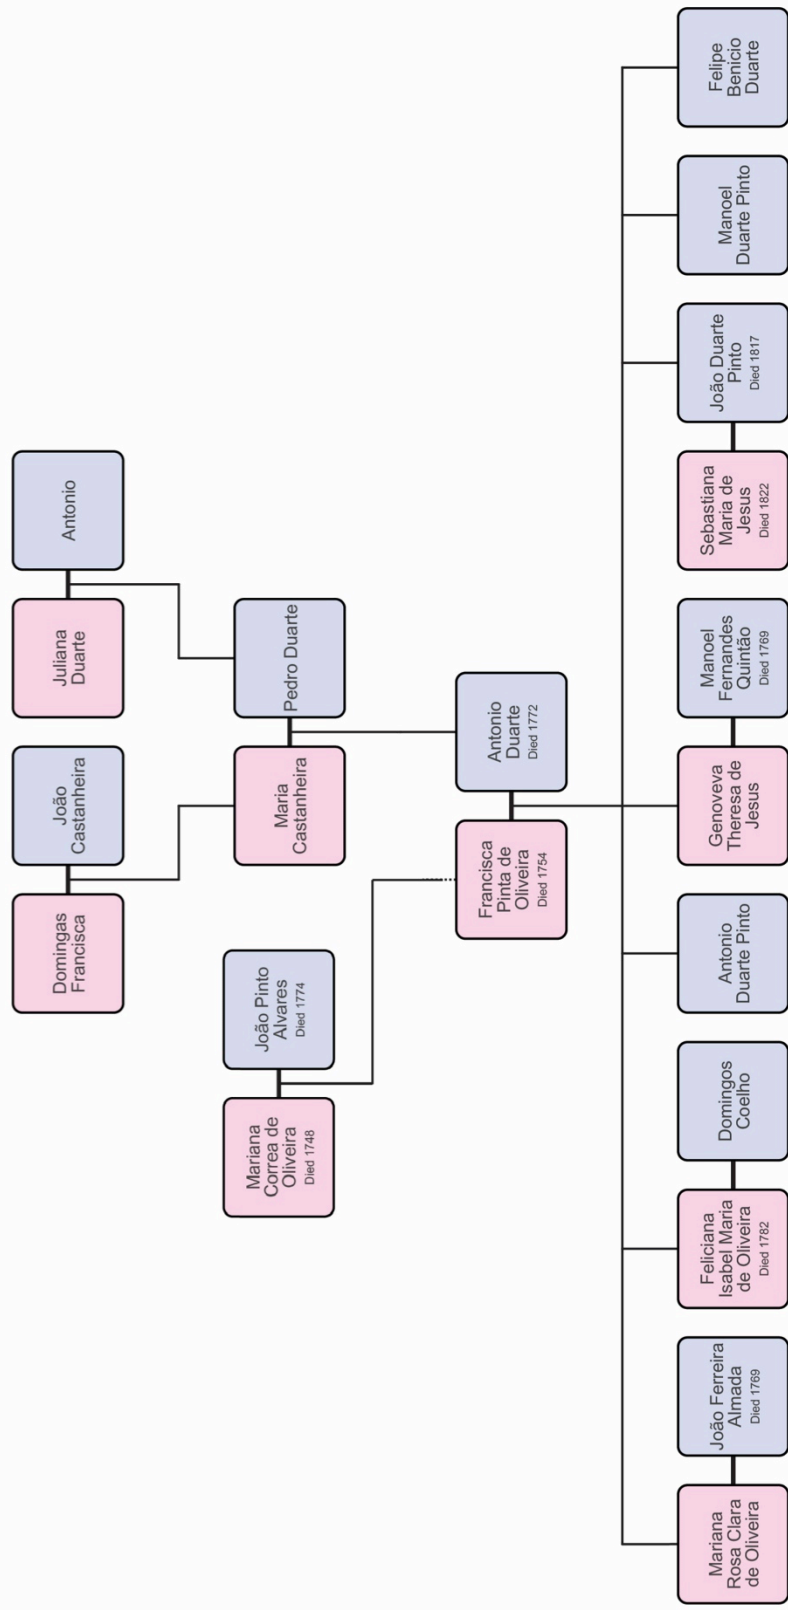 Domingas
Francisca
João
Castanheira
Juliana
Duarte
Antonio
Mariana
Correa de
Oliveira
Died 1748
João Pinto
Alvares
Died 1774
Maria
Castanheira
Pedro Duarte
Francisca
Pinta de
Oliveira
Died 1754
Antonio
Duarte
Died 1772
Mariana
Rosa Clara
de Oliveira
João Ferreira
Almada
Died 1769
Feliciana
Isabel Maria
de Oliveira
Died 1782
Domingos
Coelho
Antonio
Duarte Pinto
Genoveva
Theresa de
Jesus
Manoel
Fernandes
Quintão
Died 1769
Sebastiana
Maria de
Jesus
Died 1822
João Duarte
Pinto
Died 1817
Manoel
Duarte Pinto
Felipe
Benicio
Duarte